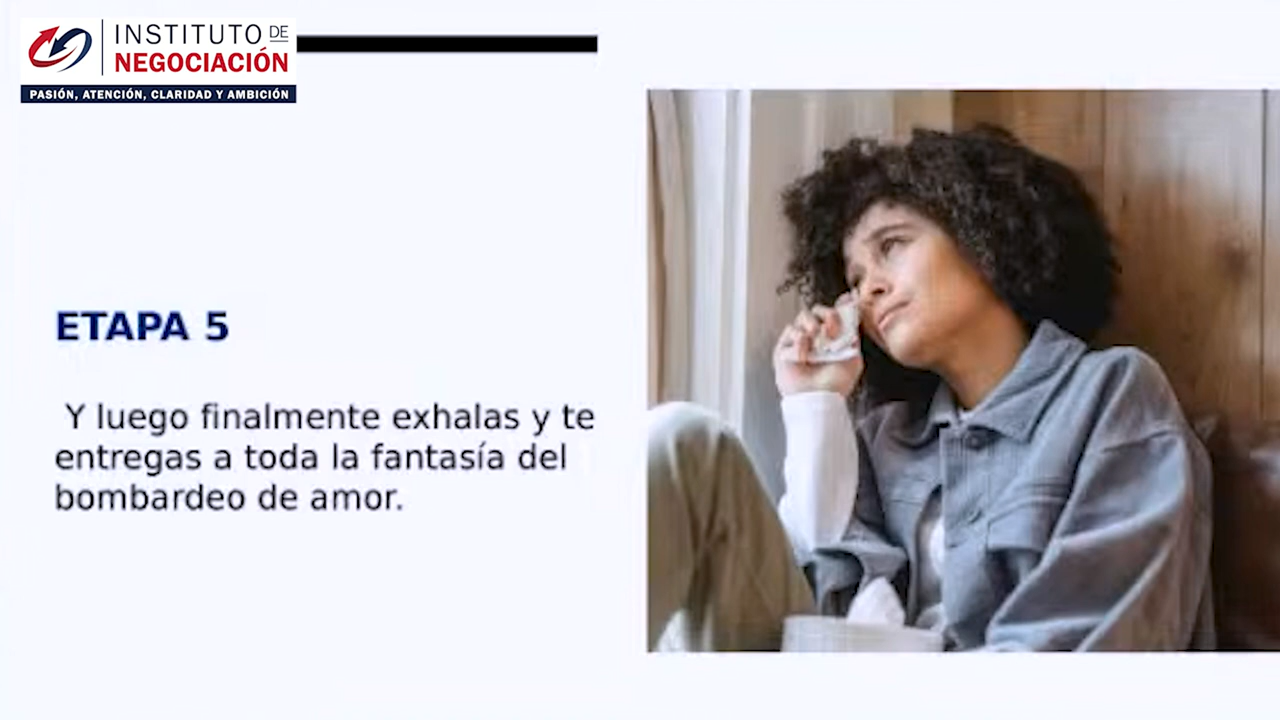 INSTITUTO DE
NEGOCIACIÓN
PASIÓN, ATENCIÓN, CLARIDAD Y AMBICIÓN
ETAPA 5
Y luego finalmente exhalas y te
entregas a toda la fantasía del
bombardeo de amor.